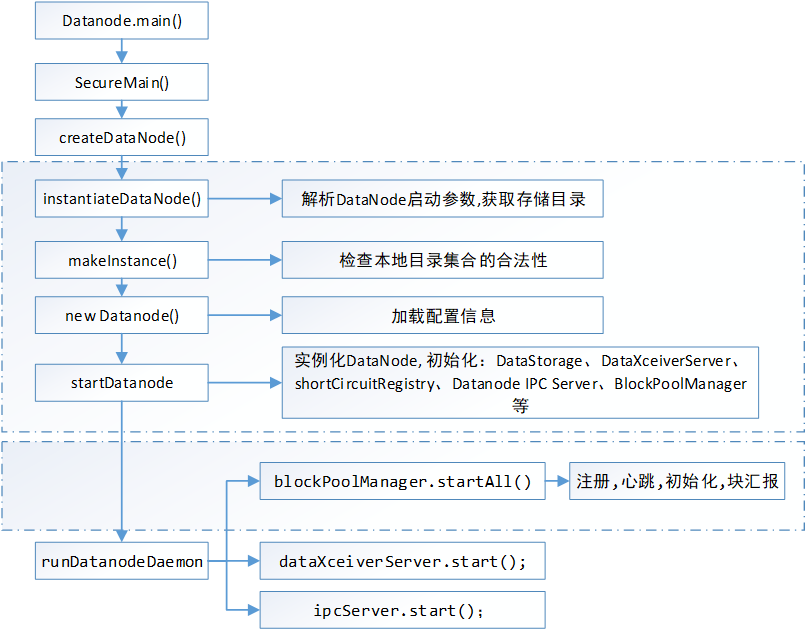 Datanode.main()
SecureMain()
createDataNode()
instantiateDataNode()
解析DataNode启动参数,获取存储目录
makeInstance()
检查本地目录集合的合法性
new Datanode()
加载配置信息
startDatanode
实例化DataNode, 初始化：DataStorage、DataXceiverServer、
shortCircuitRegistry、Datanode IPC Server、BlockPoolManager
等
blockPoolManager.startAll()
注册,心跳,初始化,块汇报
runDatanodeDaemon
dataXceiverServer.start();
ipcServer.start();